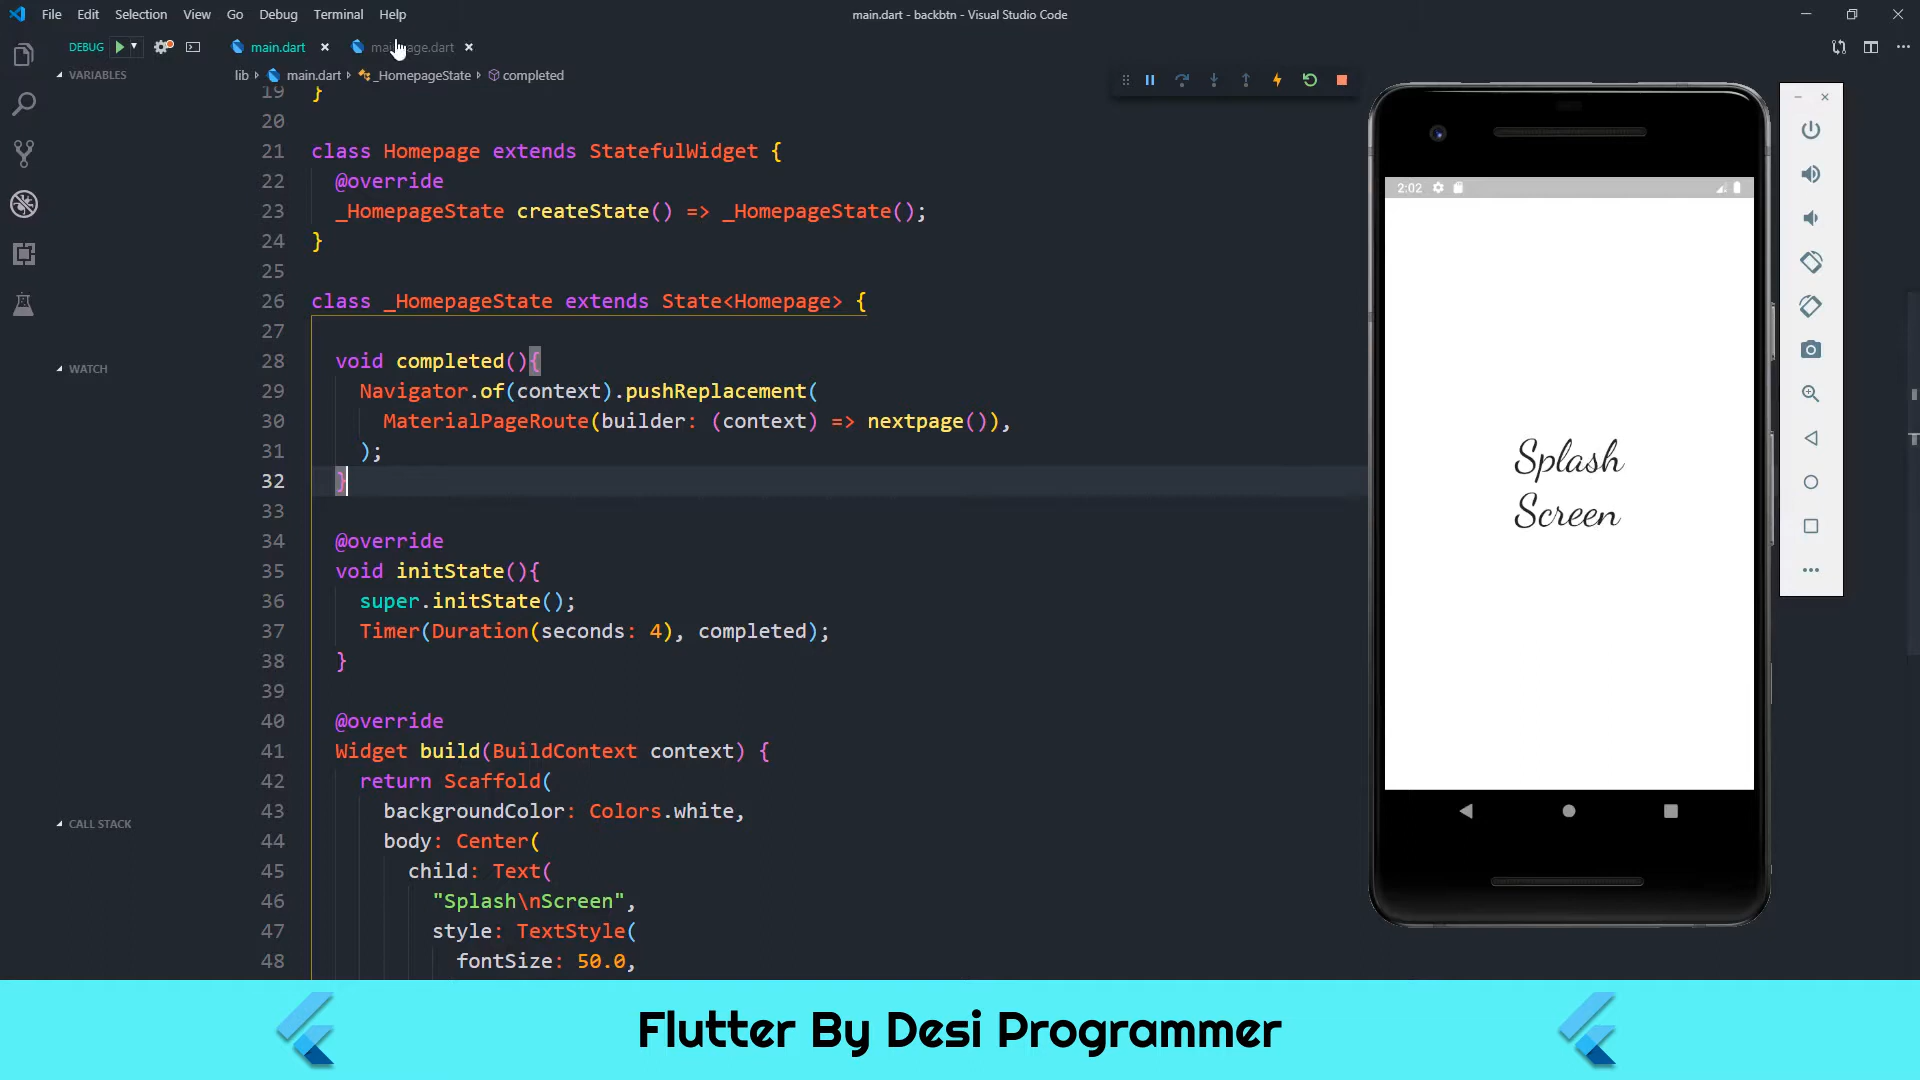 File Edit Selection View Go Debug Terminal Help
main.dart - backbtn - Visual Studio Code
DEBUG
main.dart
VARIABLES
lib main.dart _HomepageState completed
19 }
20
21 class Homepage extends StatefulWidget {
22 @override
23 _HomepageState createState() => _HomepageState();
24 }
25
26 class _HomepageState extends State<Homepage> {
27
28 void completed(){
29 Navigator.of(context).pushReplacement(
30 MaterialPageRoute(builder: (context) => nextpage()),
31 );
32 }
33
34 @override
35 void initState(){
36 super.initState();
37 Timer(Duration(seconds: 4), completed);
38 }
39
40 @override
41 Widget build(BuildContext context) {
42 return Scaffold(
43 backgroundColor: Colors.white,
44 body: Center(
45 child: Text(
46 "Splash\nScreen",
47 style: TextStyle(
48 fontSize: 50.0,
WATCH
CALL STACK
2:02
Splash
Screen
Flutter By Desi Programmer